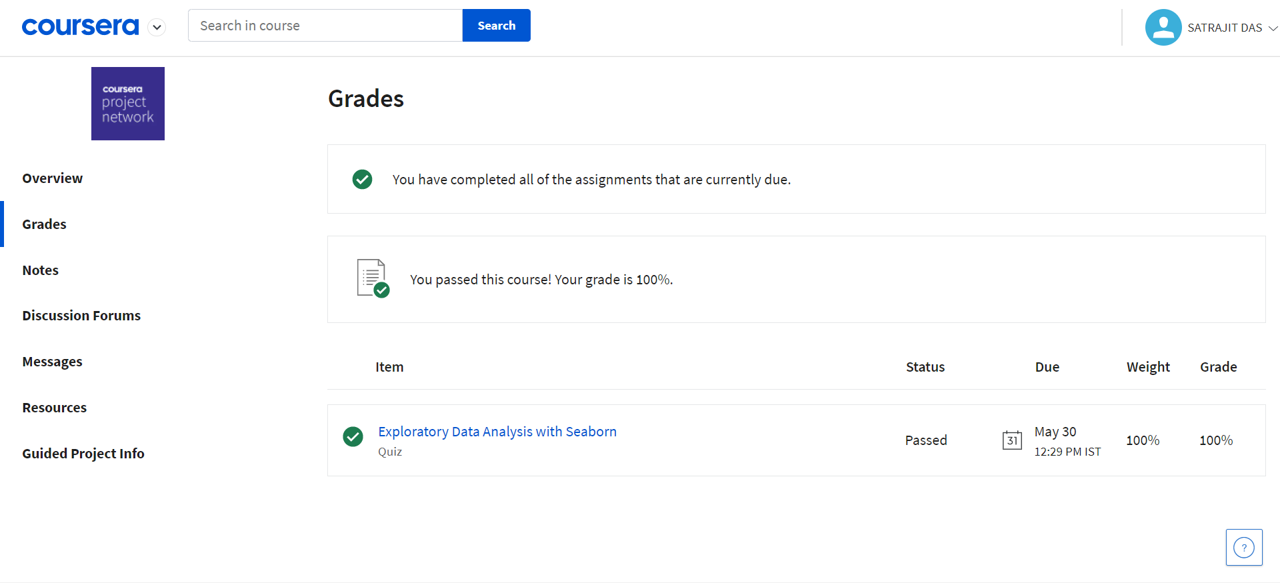 coursera
Search in course
Search
SATRAJIT DAS
coursera
project
network
Overview
Grades
Notes
Discussion Forums
Messages
Resources
Guided Project Info
Grades
You have completed all of the assignments that are currently due.
You passed this course! Your grade is 100%.
Item Status Due Weight Grade
Exploratory Data Analysis with Seaborn
Quiz
Passed
31
May 30
12:29 PM IST
100%
100%
?